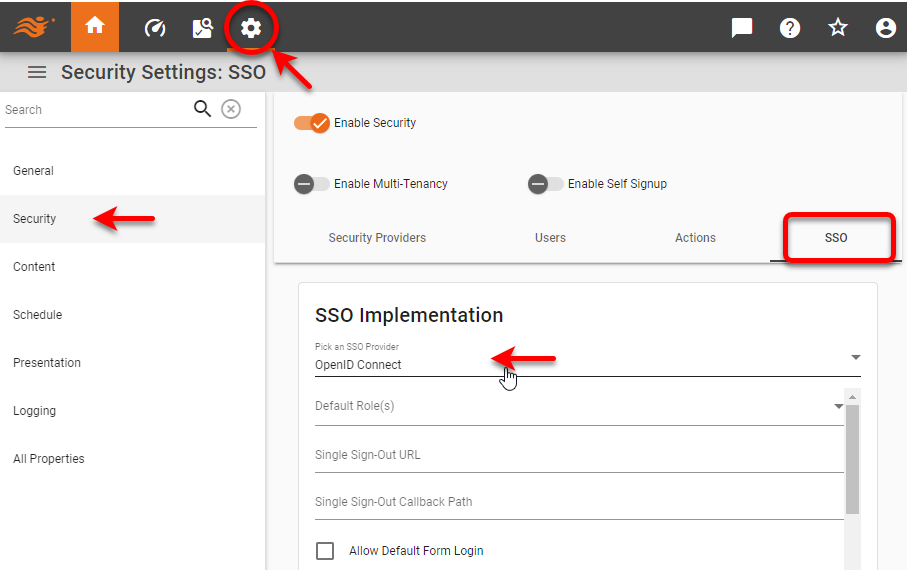 Security Settings: SSO
Search
General
Security
Content
Schedule
Presentation
Logging
All Properties
Enable Security
Enable Multi-Tenancy
Enable Self Signup
Security Providers
Users
Actions
SSO
SSO Implementation
Pick an SSO Provider
OpenID Connect
Default Role(s)
Single Sign-Out URL
Single Sign-Out Callback Path
Allow Default Form Login